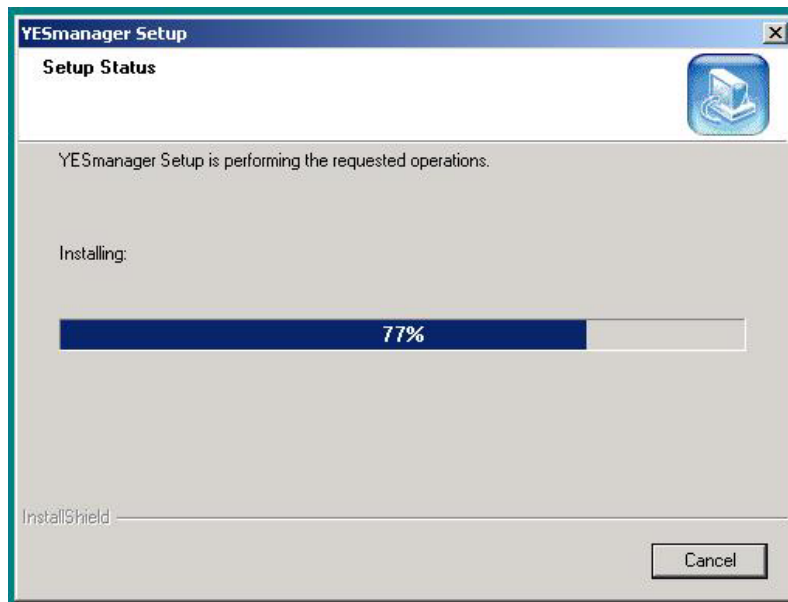 YESmanager Setup
Setup Status
YESmanager Setup is performing the requested operations.
Installing:
77%
InstallShield
Cancel